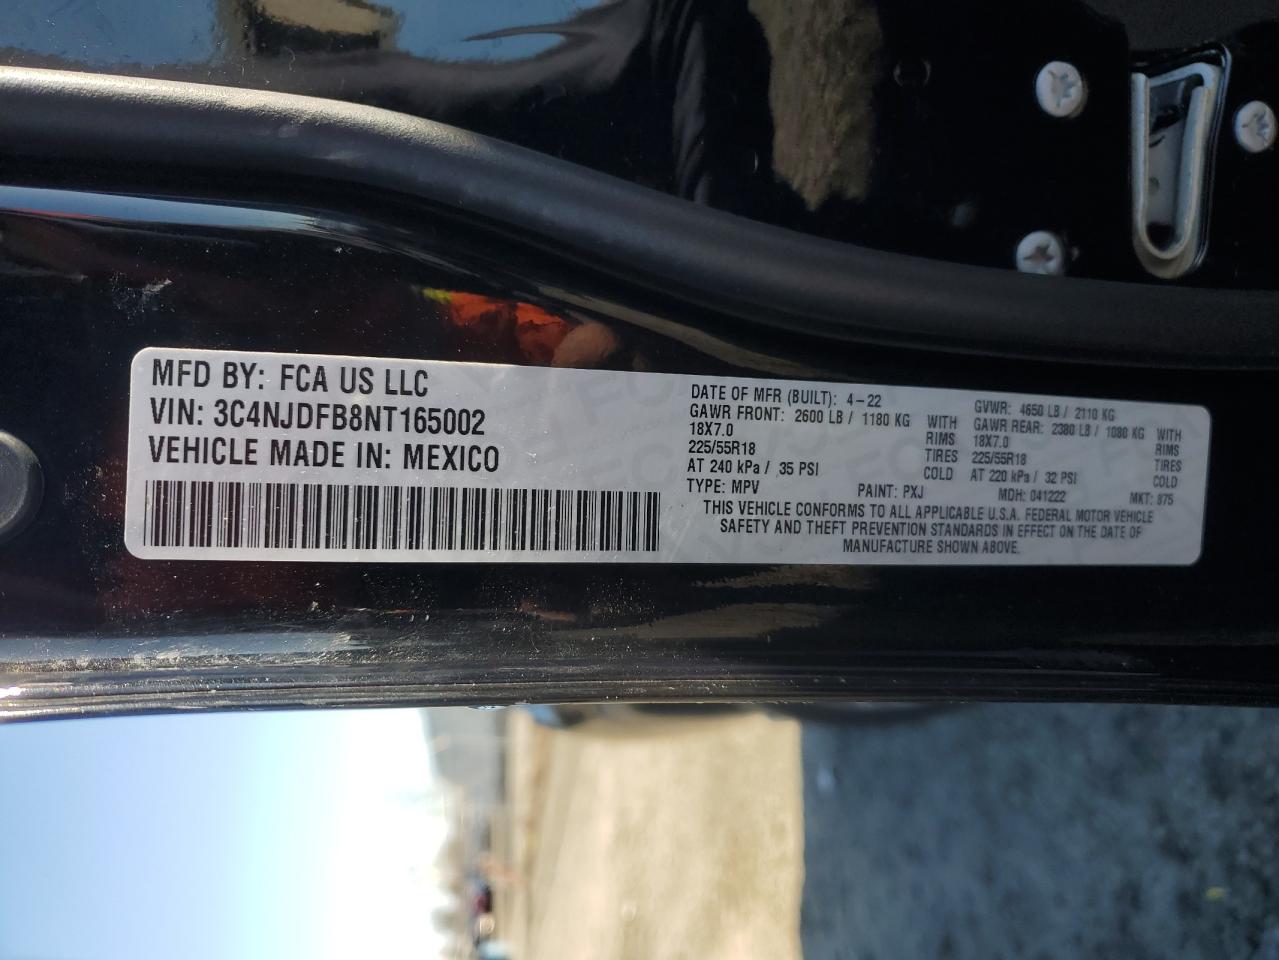 MFD BY: FCA US LLC
VIN: 3C4NJDFB8NT165002
VEHICLE MADE IN: MEXICO
DATE OF MFR (BUILT): 4-22 GVWR: 4650 LB / 2110 KG
GAWR FRONT: 2600 LB / 1180 KG WITH GAWR REAR: 2380 LB / 1080 KG WITH
18X7.0 RIMS 18X7.0 RIMS
225/55R18 TIRES 225/55R18 TIRES
AT 240 kPa / 35 PSI COLD AT 220 kPa / 32 PSI COLD
TYPE: MPV PAINT: PXJ MDH: 041222 MKT: 875
THIS VEHICLE CONFORMS TO ALL APPLICABLE U.S.A. FEDERAL MOTOR VEHICLE
SAFETY AND THEFT PREVENTION STANDARDS IN EFFECT ON THE DATE OF
MANUFACTURE SHOWN ABOVE.